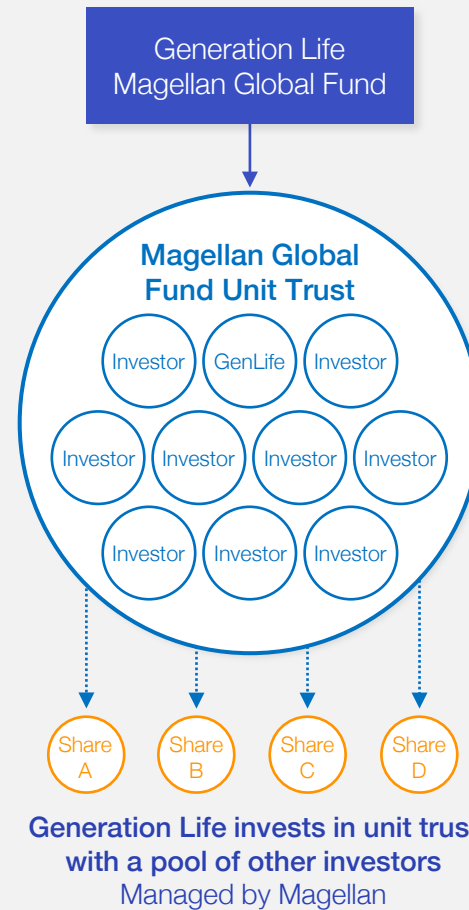 Generation Life
Magellan Global Fund
Magellan Global
Fund Unit Trust
Investor GenLife Investor
Investor Investor Investor Investor
Investor Investor Investor
Share Share Share Share
A B C D
Generation Life invests in unit trus
with a pool of other investors
Managed by Magellan